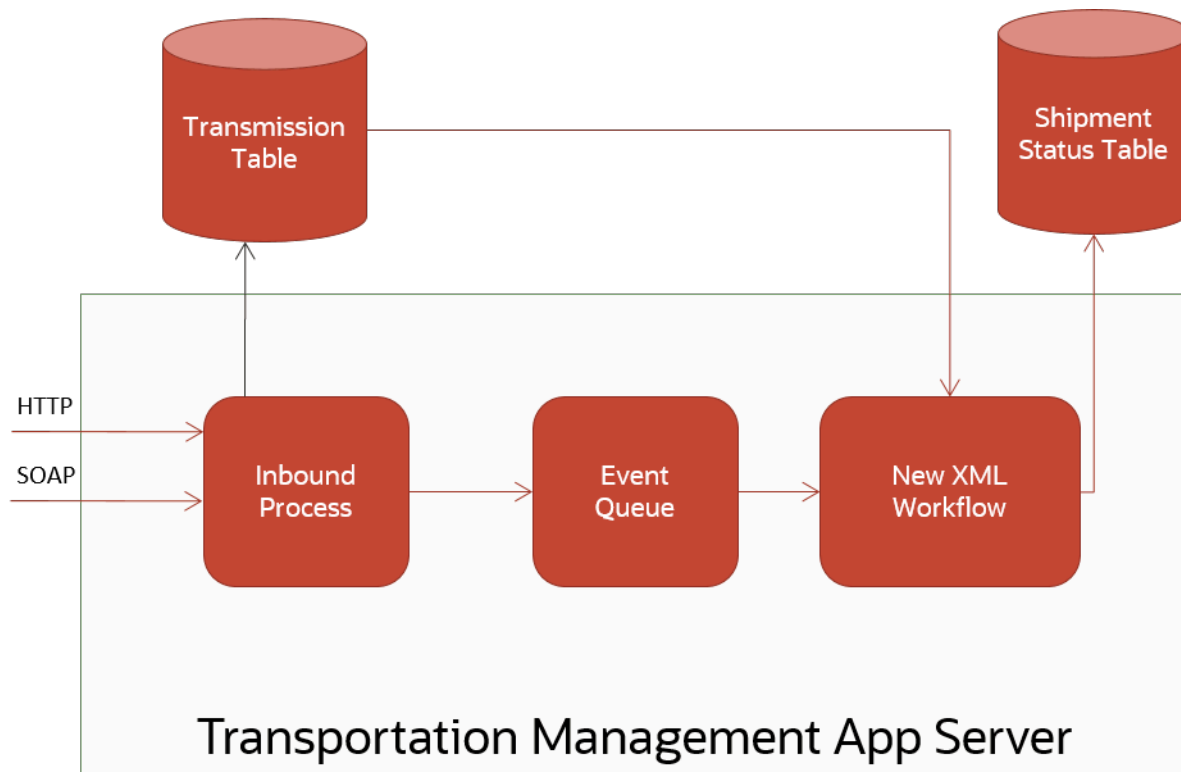 Transmission
Table
Shipment
Status Table
HTTP
SOAP
Inbound
Process
Event
Queue
New XML
Workflow
Transportation Management App Server